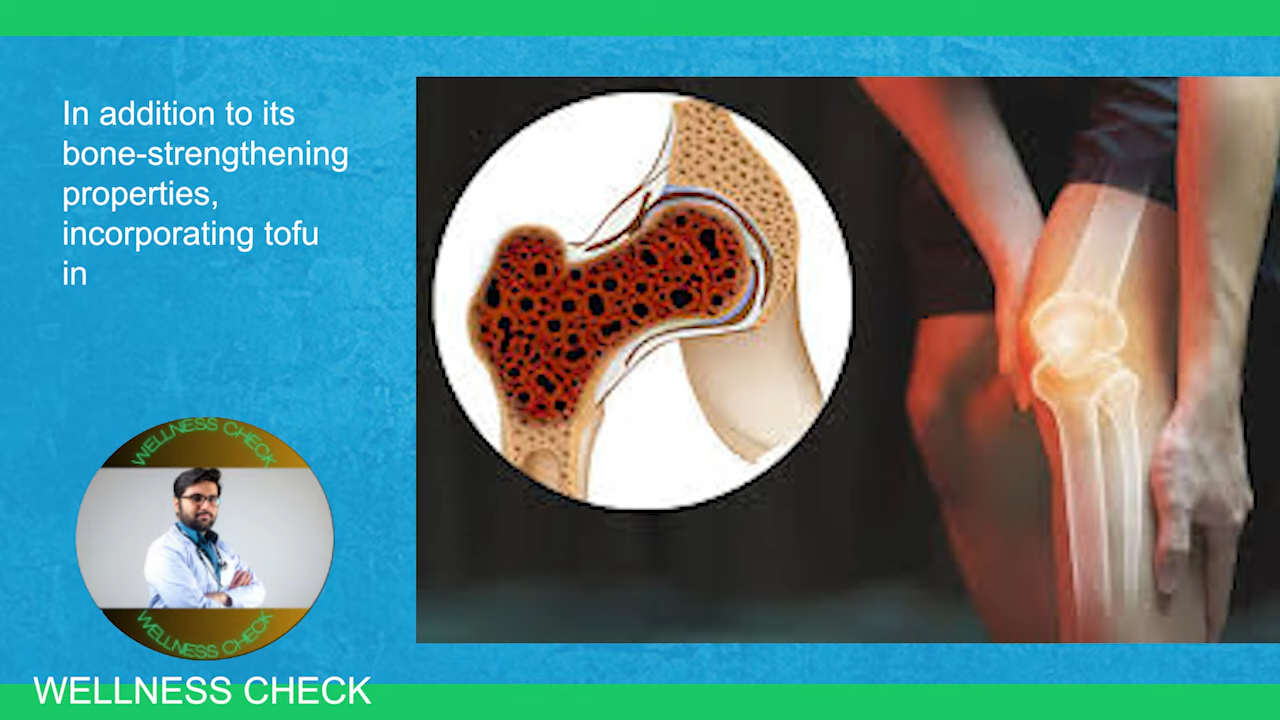 In addition to its
bone-strengthening
properties,
incorporating tofu
in
WELLNESS CHECK
WELLNESS CHECK
WELLNESS CHECK